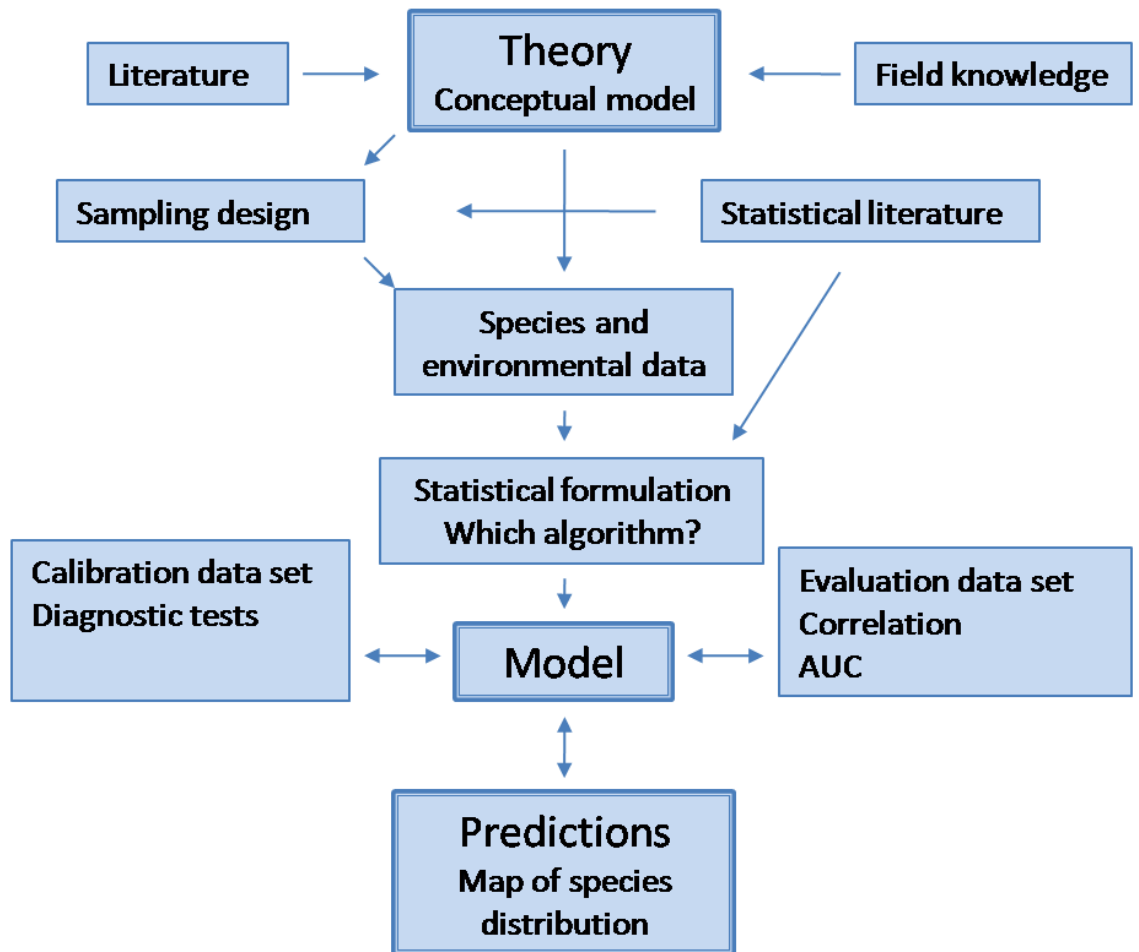 Theory
Conceptual model
Literature
Field knowledge
Sampling design
Statistical literature
Species and
environmental data
Statistical formulation
Which algorithm?
Calibration data set
Diagnostic tests
Evaluation data set
Correlation
AUC
Model
Predictions
Map of species
distribution